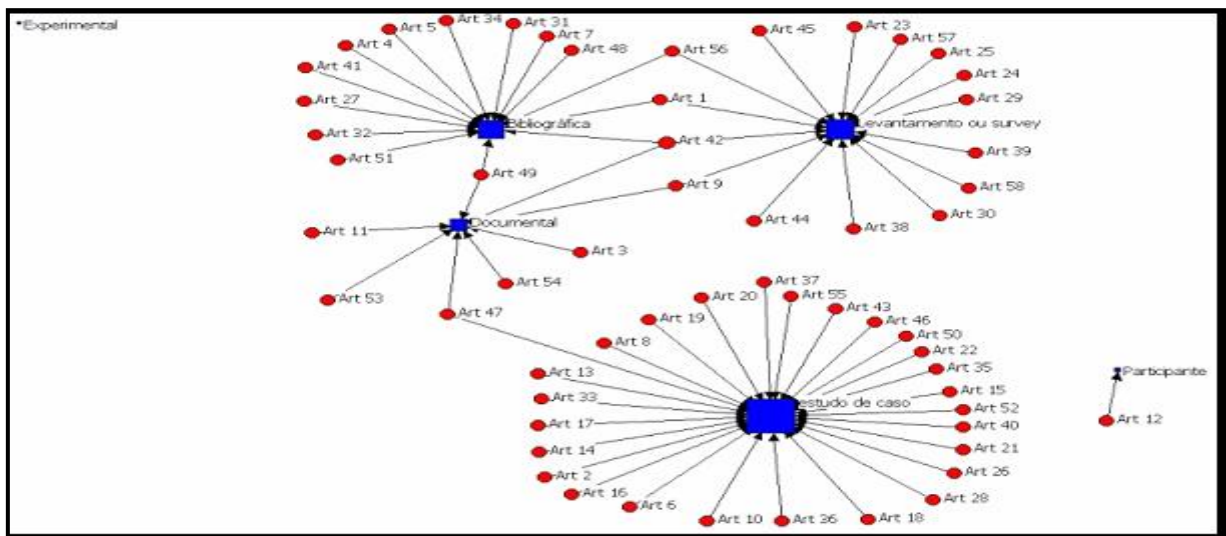 *Experimental
Art 34
Art 31
Art 5
Art 7
Art 4
Art 48
Art 41
Art 27
Art 32
Art 51
Bibliográfica
Art 56
Art 1
Art 42
Art 9
Art 45
Art 23
Art 57
Art 25
Art 24
Art 29
Levantamento ou survey
Art 39
Art 58
Art 30
Art 38
Art 44
Art 49
Documental
Art 11
Art 3
Art 54
Art 53
Art 47
Art 37
Art 20
Art 55
Art 43
Art 19
Art 46
Art 8
Art 50
Art 22
Art 35
Art 13
Art 15
Art 33
estudo de caso
Art 52
Art 17
Art 40
Art 14
Art 21
Art 2
Art 26
Art 16
Art 28
Art 6
Art 10
Art 36
Art 18
Participante
Art 12